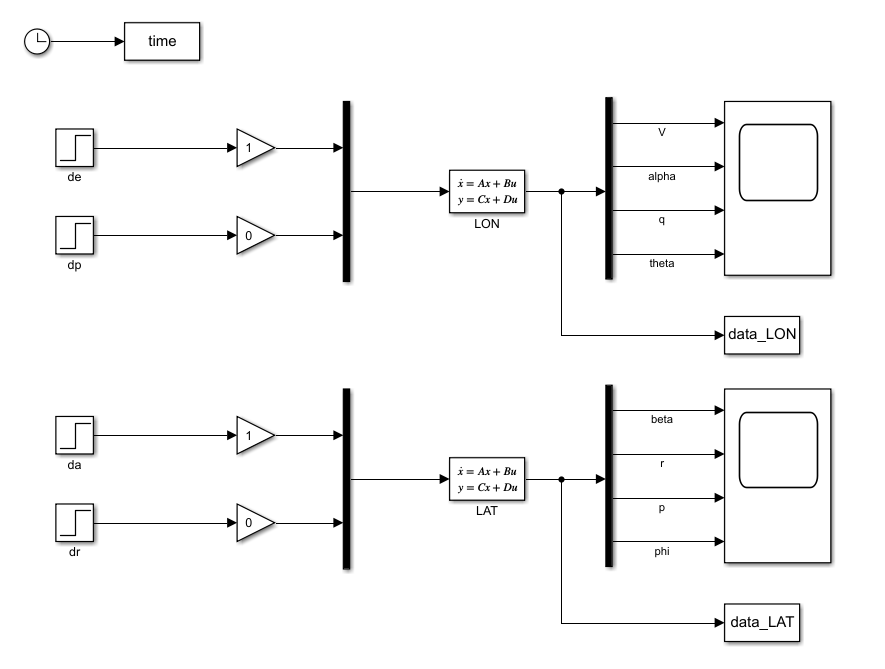 time
1
de
V
alpha
q
theta
ẋ = Ax + Bu
y = Cx + Du
LON
0
dp
data_LON
1
da
beta
r
p
phi
ẋ = Ax + Bu
y = Cx + Du
LAT
0
dr
data_LAT